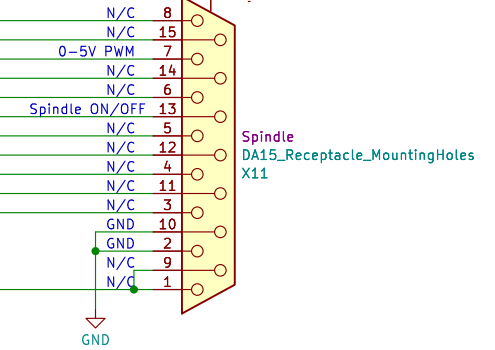 N/C 8
N/C 15
0-5V PWM 7
N/C 14
N/C 6
Spindle ON/OFF 13
N/C 5
N/C 12
N/C 4
N/C 11
N/C 3
GND 10
GND 2
N/C 9
N/C 1
Spindle
DA15_Receptacle_MountingHoles
X11
GND